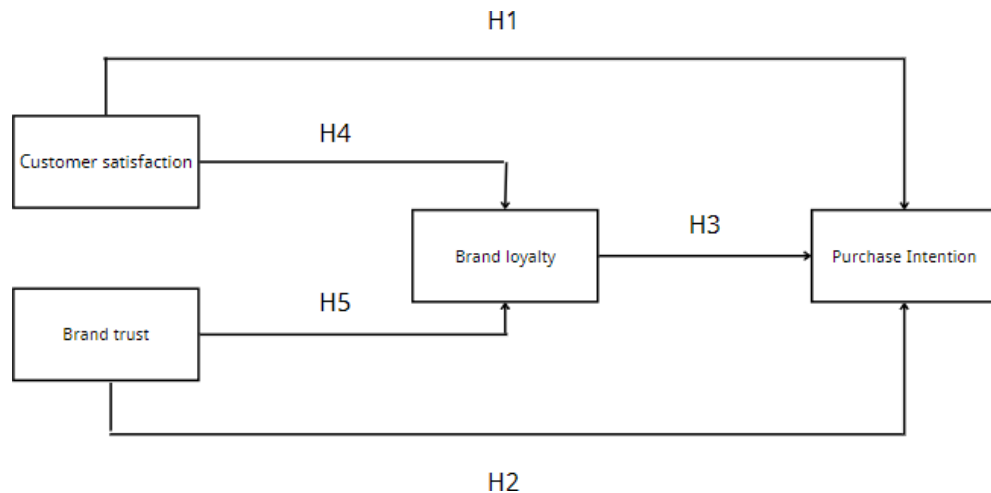 H1
Customer satisfaction
H4
Brand loyalty
H3
Purchase Intention
Brand trust
H5
H2